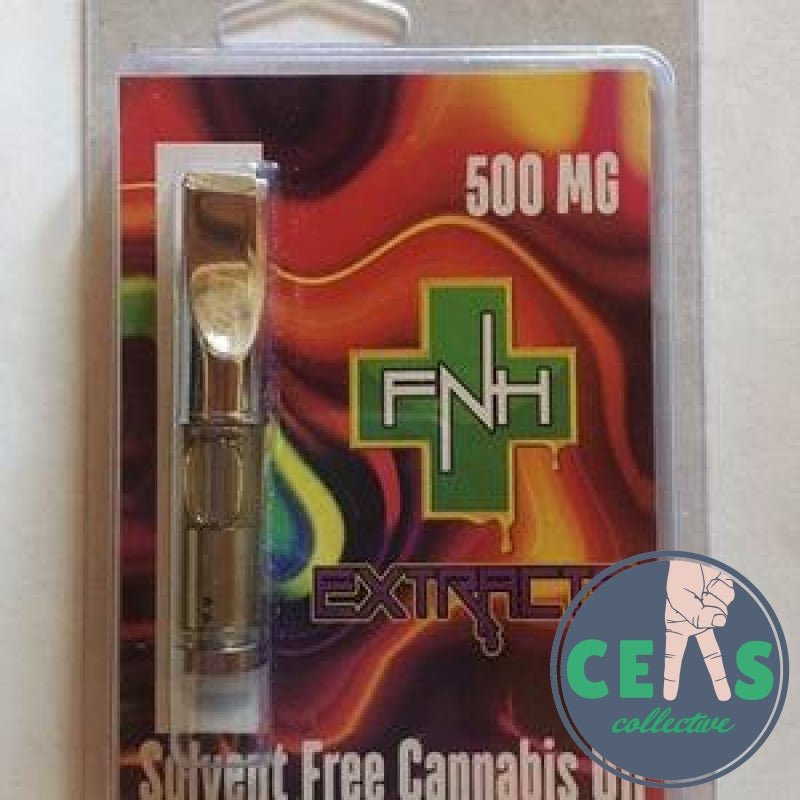 500 MG
FNH
EXTRACT
CEAS
collective
Solvent Free Cannabis Oil